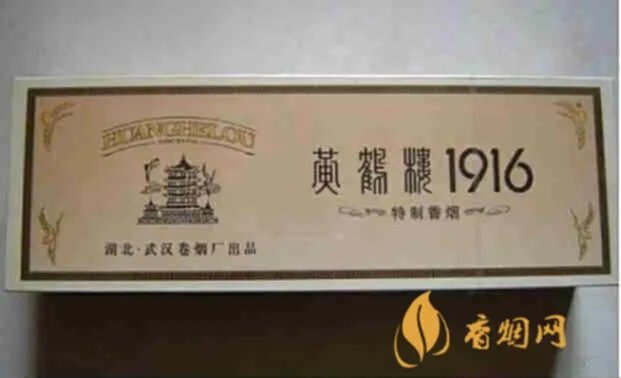 HUANGHELOU
湖北·武汉卷烟厂出品
黄鹤楼1916
特制香烟
香烟网